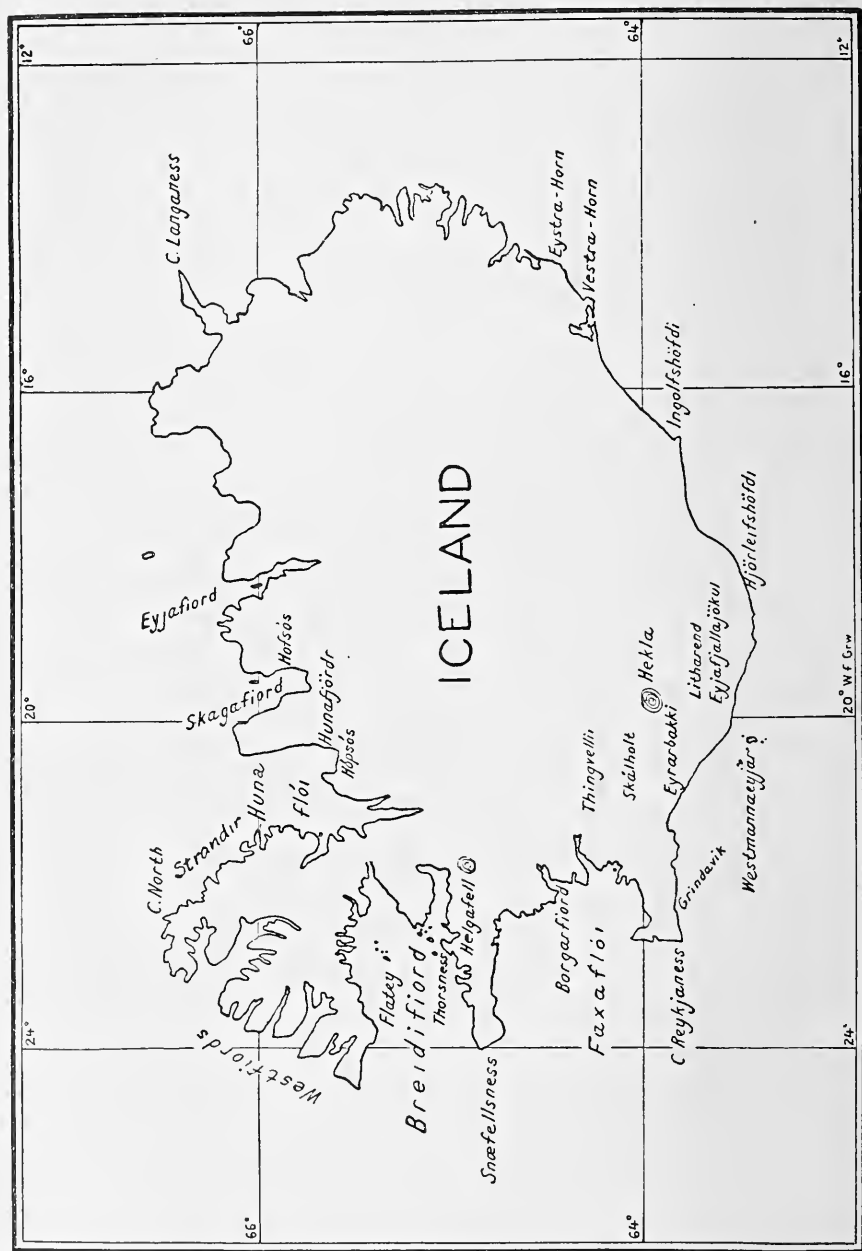 66°
64°
12°
12°
C. Langaness
Eystra-Horn
Vestra-Horn
16°
16°
Ingolfshöfdi
ICELAND
Eyjafiord
Hofsós
Skagafiord
Hunafjördr
Hópsós
Huna
flói
Strandir
C. North
20°
20° W f Grw
Hjörleifshöfdi
Litharend
Eyjafjallajökul
Hekla
Thingvellir
Skálholt
Eyrarbakki
Westmannaeyjar
Grindavik
Westfiords
Flatey
Breidifiord
Thorsness
Helgafell
Snæfellsness
Borgarfiord
Faxaflói
C Reykjaness
24°
24°
66°
64°